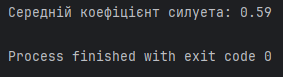 Середній коефіцієнт силуета: 0.59
Process finished with exit code 0